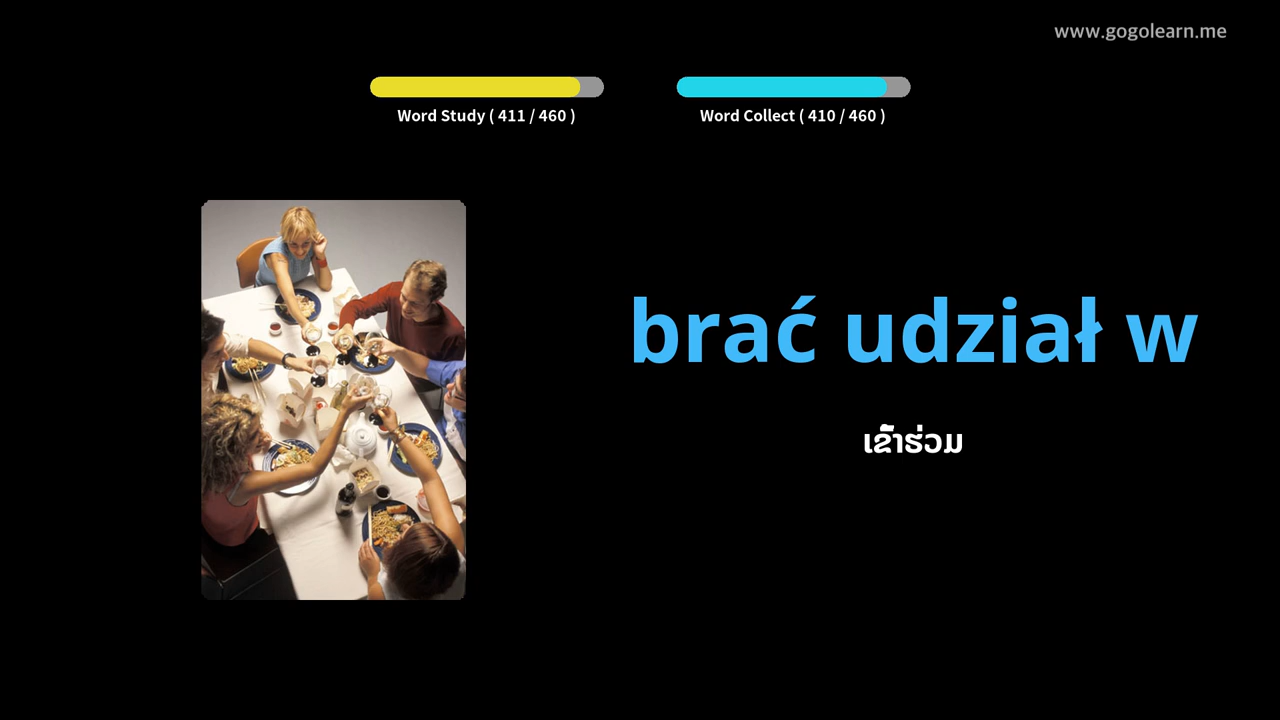 www.gogolearn.me
Word Study ( 411 / 460 )
Word Collect ( 410 / 460 )
brać udział w
ເຂົ້າຮ່ວມ